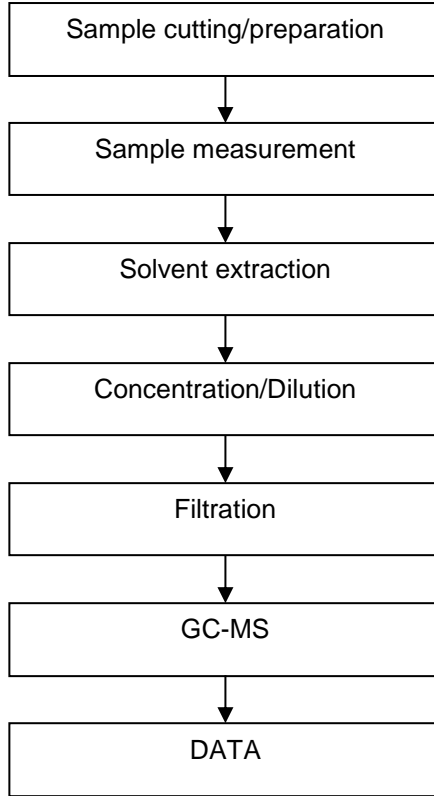 Sample cutting/preparation
Sample measurement
Solvent extraction
Concentration/Dilution
Filtration
GC-MS
DATA